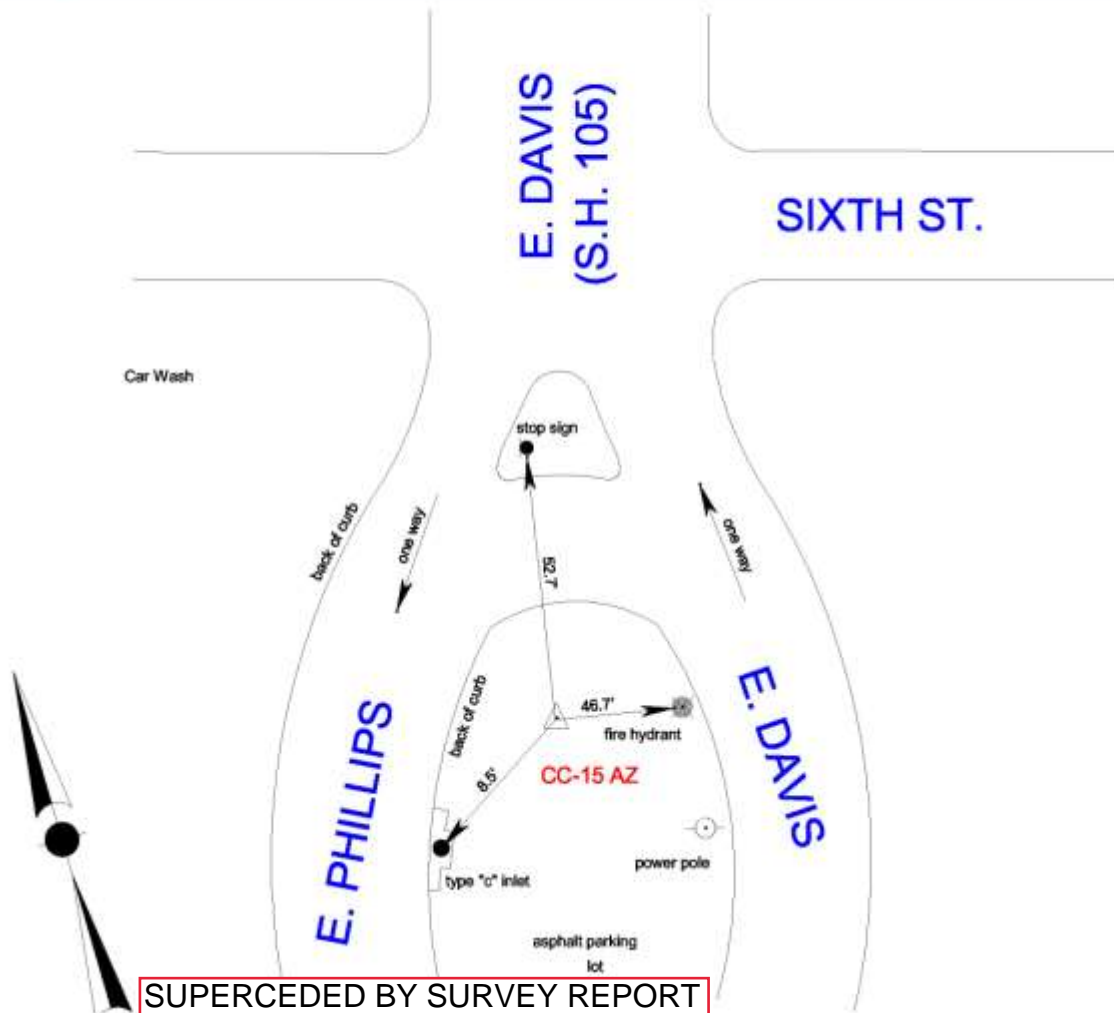 E. DAVIS
(S.H. 105)
SIXTH ST.
Car Wash
stop sign
back of curb
one way
one way
52.7'
E. PHILLIPS
back of curb
46.7'
fire hydrant
E. DAVIS
CC-15 AZ
8.5'
power pole
type "c" inlet
asphalt parking
lot
SUPERCEDED BY SURVEY REPORT